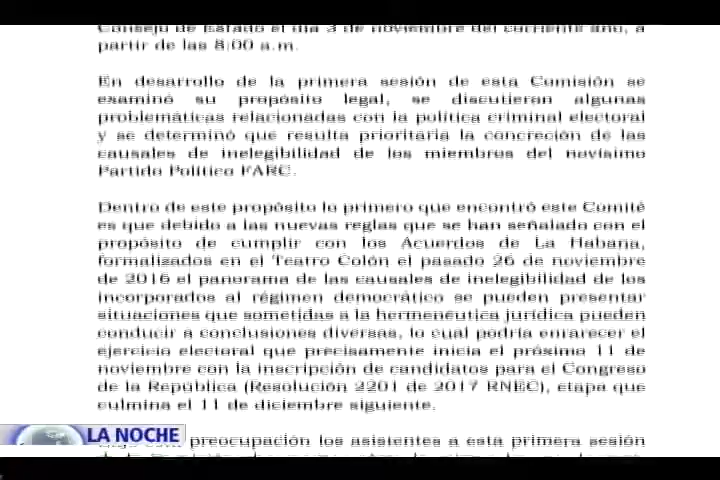 Consejo de Estado el día 3 de noviembre del corriente año, a
partir de las 8:00 a.m.
En desarrollo de la primera sesión de esta Comisión se
examinó su propósito legal, se discutieron algunas
problemáticas relacionadas con la política criminal electoral
y se determinó que resulta prioritaria la concreción de las
causales de inelegibilidad de los miembros del novísimo
Partido Político FARC.
Dentro de este propósito lo primero que encontró este Comité
es que debido a las nuevas reglas que se han señalado con el
propósito de cumplir con los Acuerdos de La Habana,
formalizados en el Teatro Colón el pasado 26 de noviembre
de 2016 el panorama de las causales de inelegibilidad de los
incorporados al régimen democrático se pueden presentar
situaciones que sometidas a la hermenéutica jurídica pueden
conducir a conclusiones diversas, lo cual podría enrarecer el
ejercicio electoral que precisamente inicia el próximo 11 de
noviembre con la inscripción de candidatos para el Congreso
de la República (Resolución 2201 de 2017 RNEC), etapa que
culmina el 11 de diciembre siguiente.
preocupación los asistentes a esta primera sesión
LA NOCHE